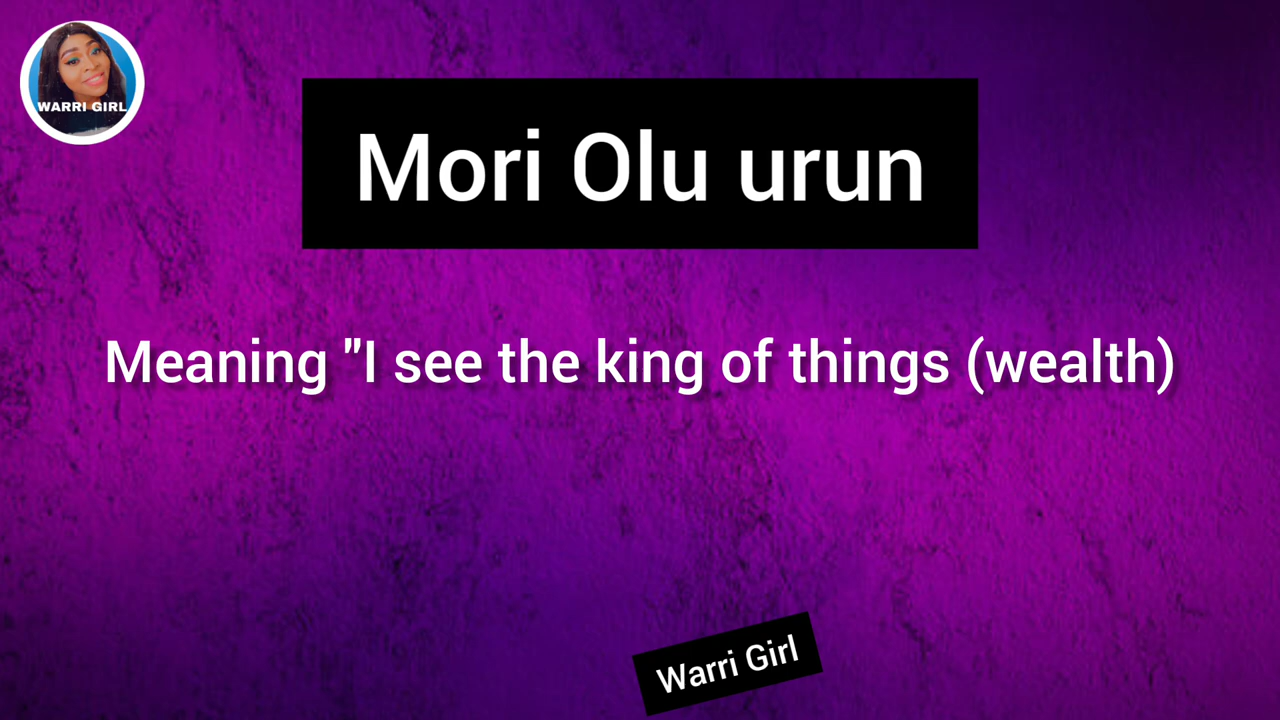 WARRI GIRL
Mori Olu urun
Meaning "I see the king of things (wealth)
Warri Girl